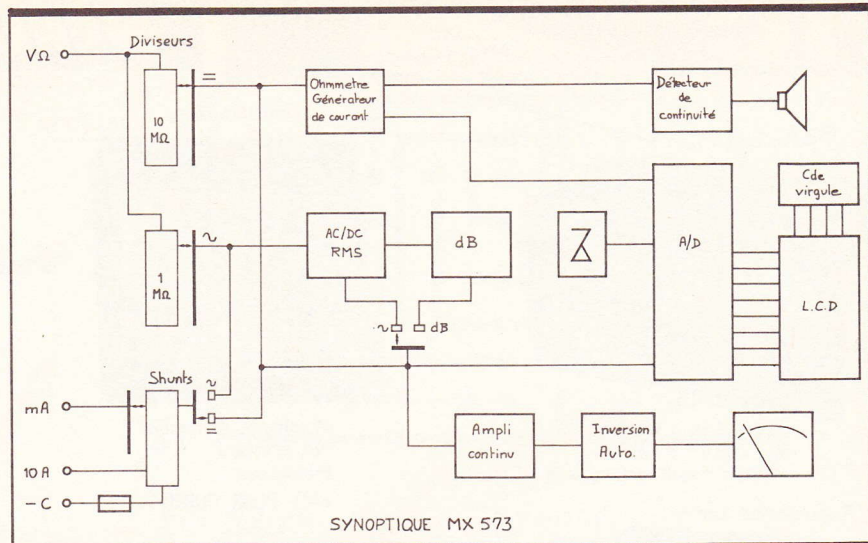 Diviseurs
VΩ
=
10
MΩ
Ohmmetre
Générateur
de courant
Détecteur
de
continuité
Cde
virgule
~
1
MΩ
AC/DC
RMS
dB
A/D
L.C.D
~
dB
Shunts
~
=
mA
10A
-C
Ampli
continu
Inversion
Auto.
SYNOPTIQUE MX 573